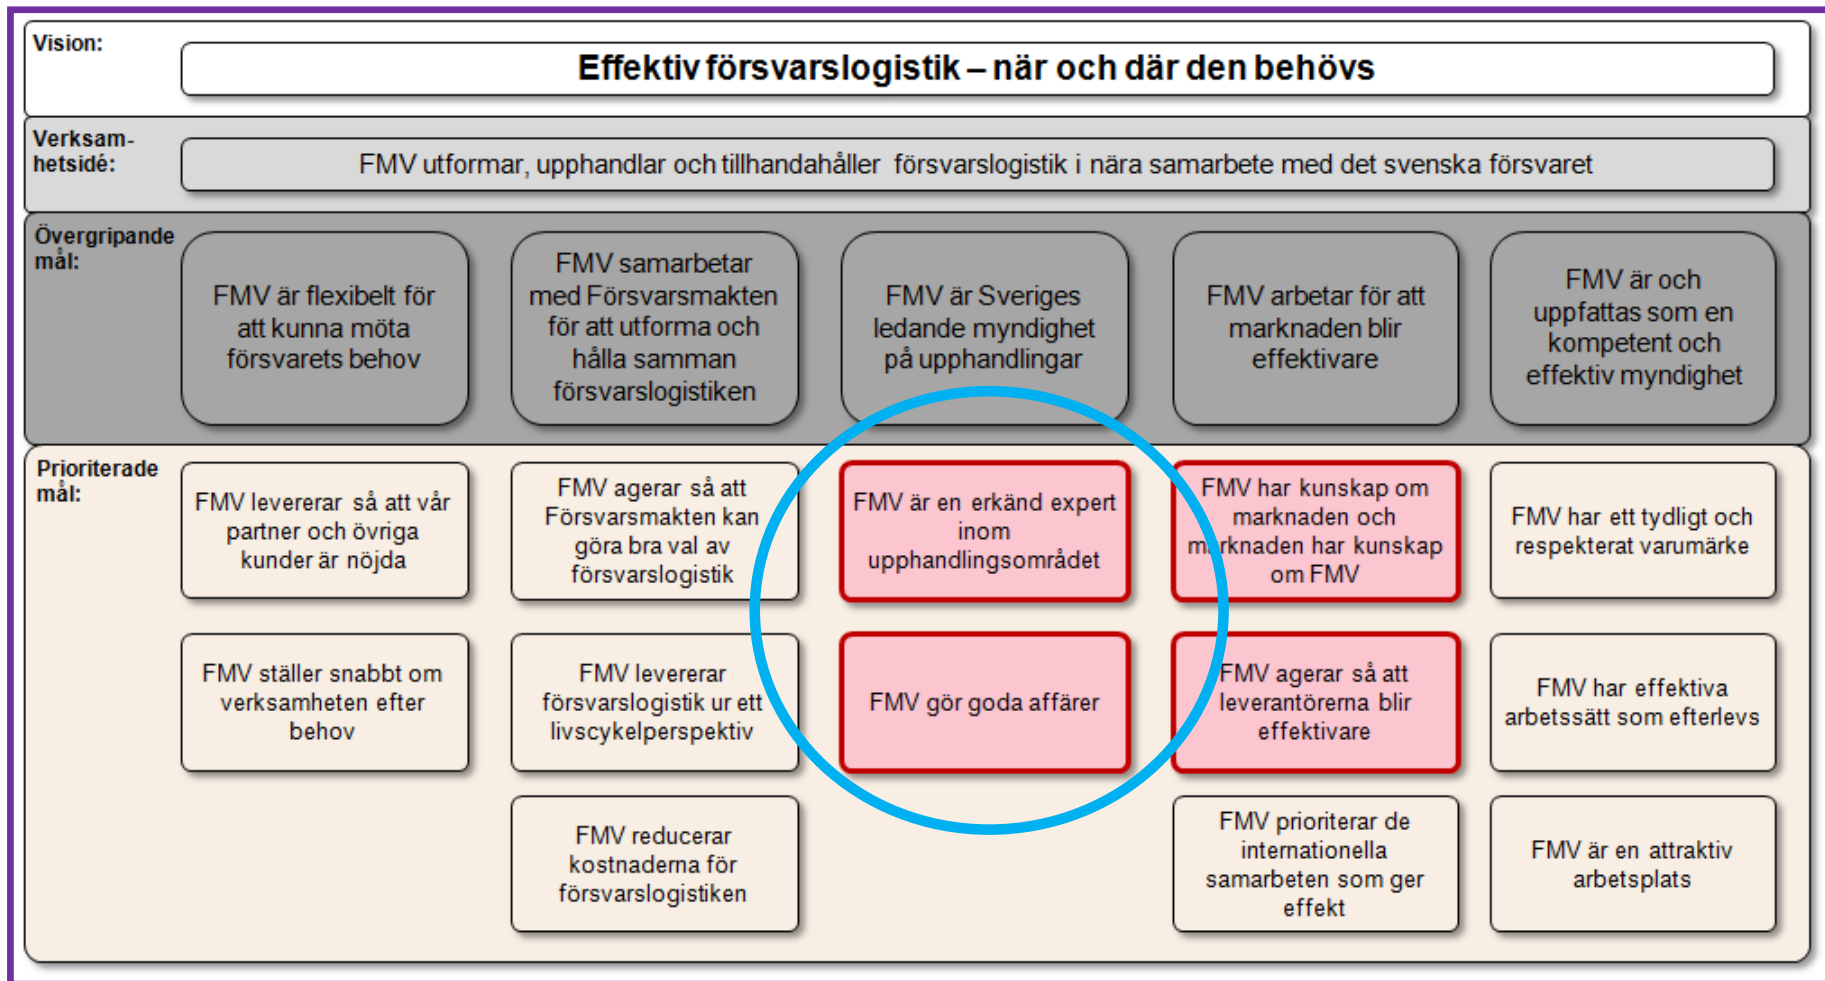 Vision:
Effektiv försvarslogistik – när och där den behövs
Verksam-
hetsidé:
FMV utformar, upphandlar och tillhandahåller försvarslogistik i nära samarbete med det svenska försvaret
Övergripande
mål:
FMV är flexibelt för
att kunna möta
försvarets behov
FMV samarbetar
med Försvarsmakten
för att utforma och
hålla samman
försvarslogistiken
FMV är Sveriges
ledande myndighet
på upphandlingar
FMV arbetar för att
marknaden blir
effektivare
FMV är och
uppfattas som en
kompetent och
effektiv myndighet
Prioriterade
mål:
FMV levererar så att vår
partner och övriga
kunder är nöjda
FMV agerar så att
Försvarsmakten kan
göra bra val av
försvarslogistik
FMV är en erkänd expert
inom
upphandlingsområdet
FMV har kunskap om
marknaden och
marknaden har kunskap
om FMV
FMV har ett tydligt och
respekterat varumärke
FMV ställer snabbt om
verksamheten efter
behov
FMV levererar
försvarslogistik ur ett
livscykelperspektiv
FMV gör goda affärer
FMV agerar så att
leverantörerna blir
effektivare
FMV har effektiva
arbetssätt som efterlevs
FMV reducerar
kostnaderna för
försvarslogistiken
FMV prioriterar de
internationella
samarbeten som ger
effekt
FMV är en attraktiv
arbetsplats